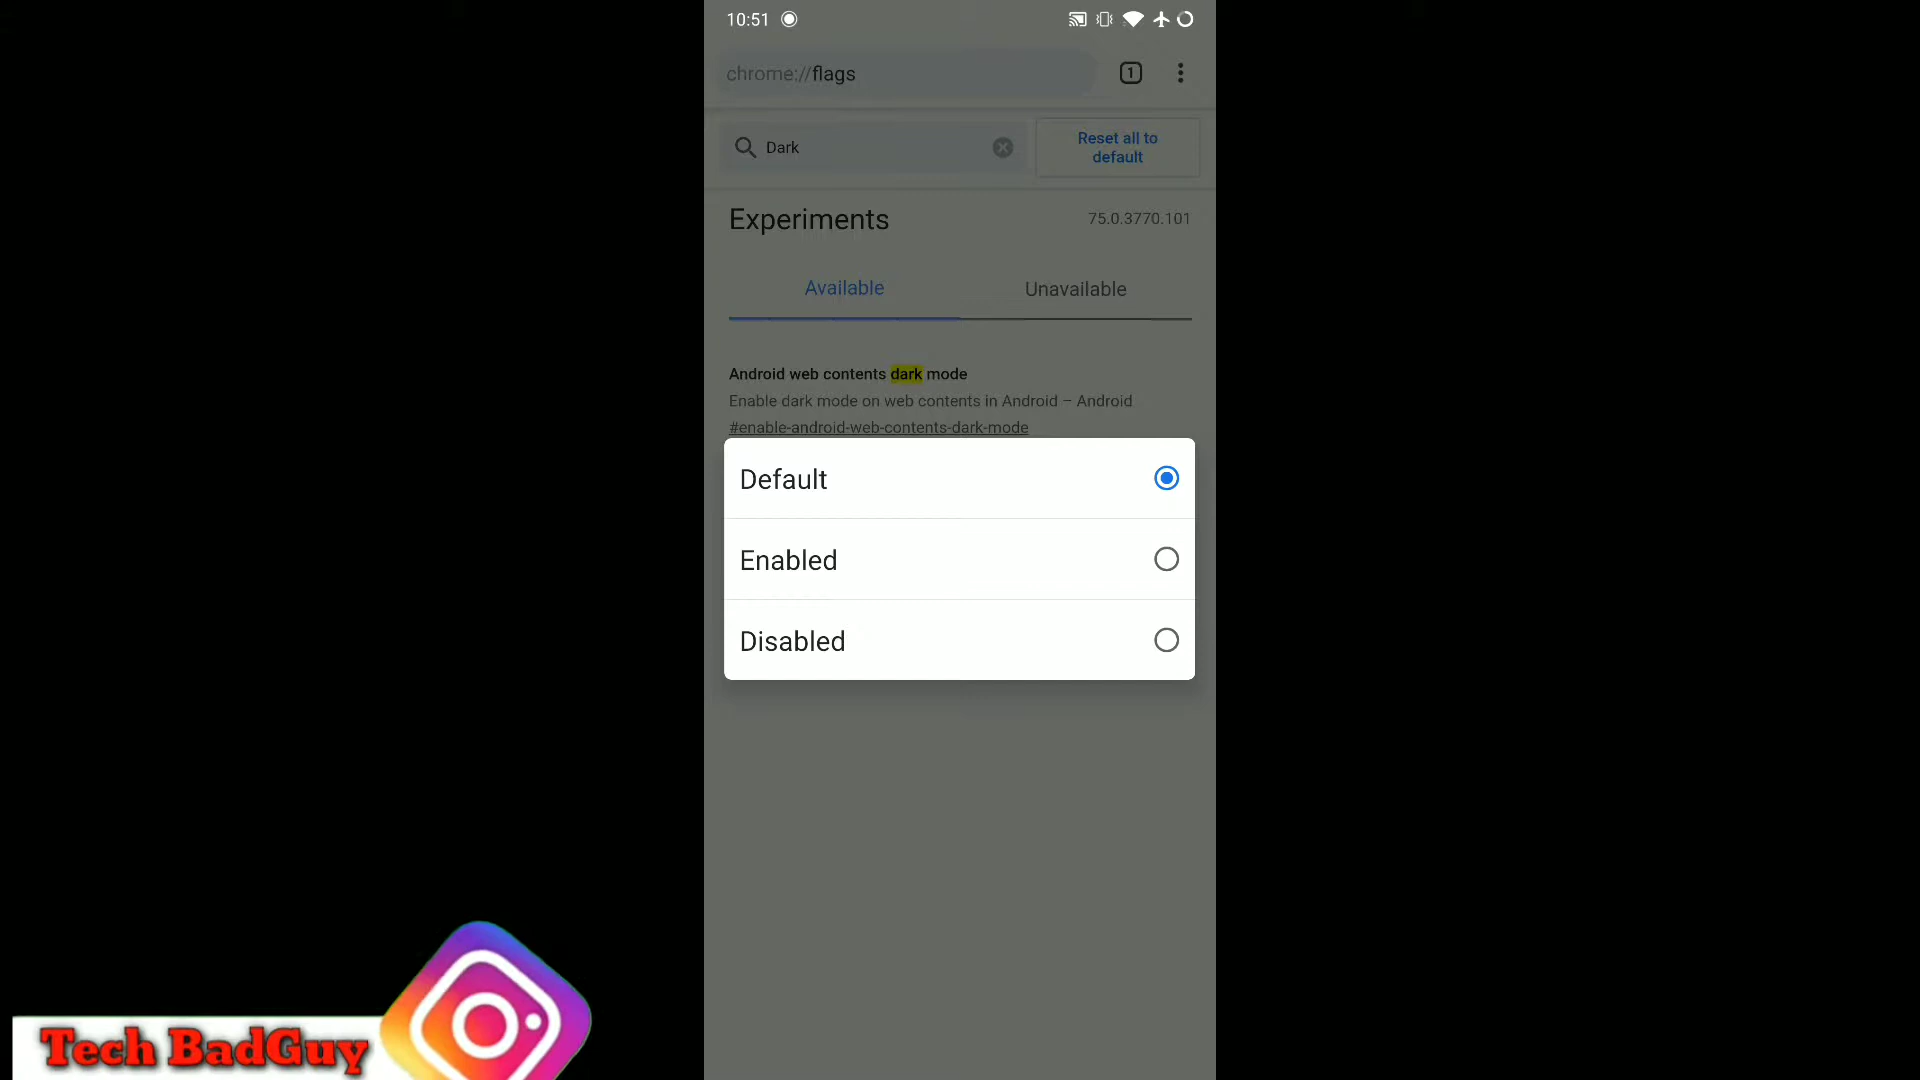 10:51
chrome://flags
1
Dark
Reset all to
default
Experiments
75.0.3770.101
Available
Unavailable
Android web contents dark mode
Enable dark mode on web contents in Android – Android
#enable-android-web-contents-dark-mode
Default
Enabled
Disabled
Tech BadGuy